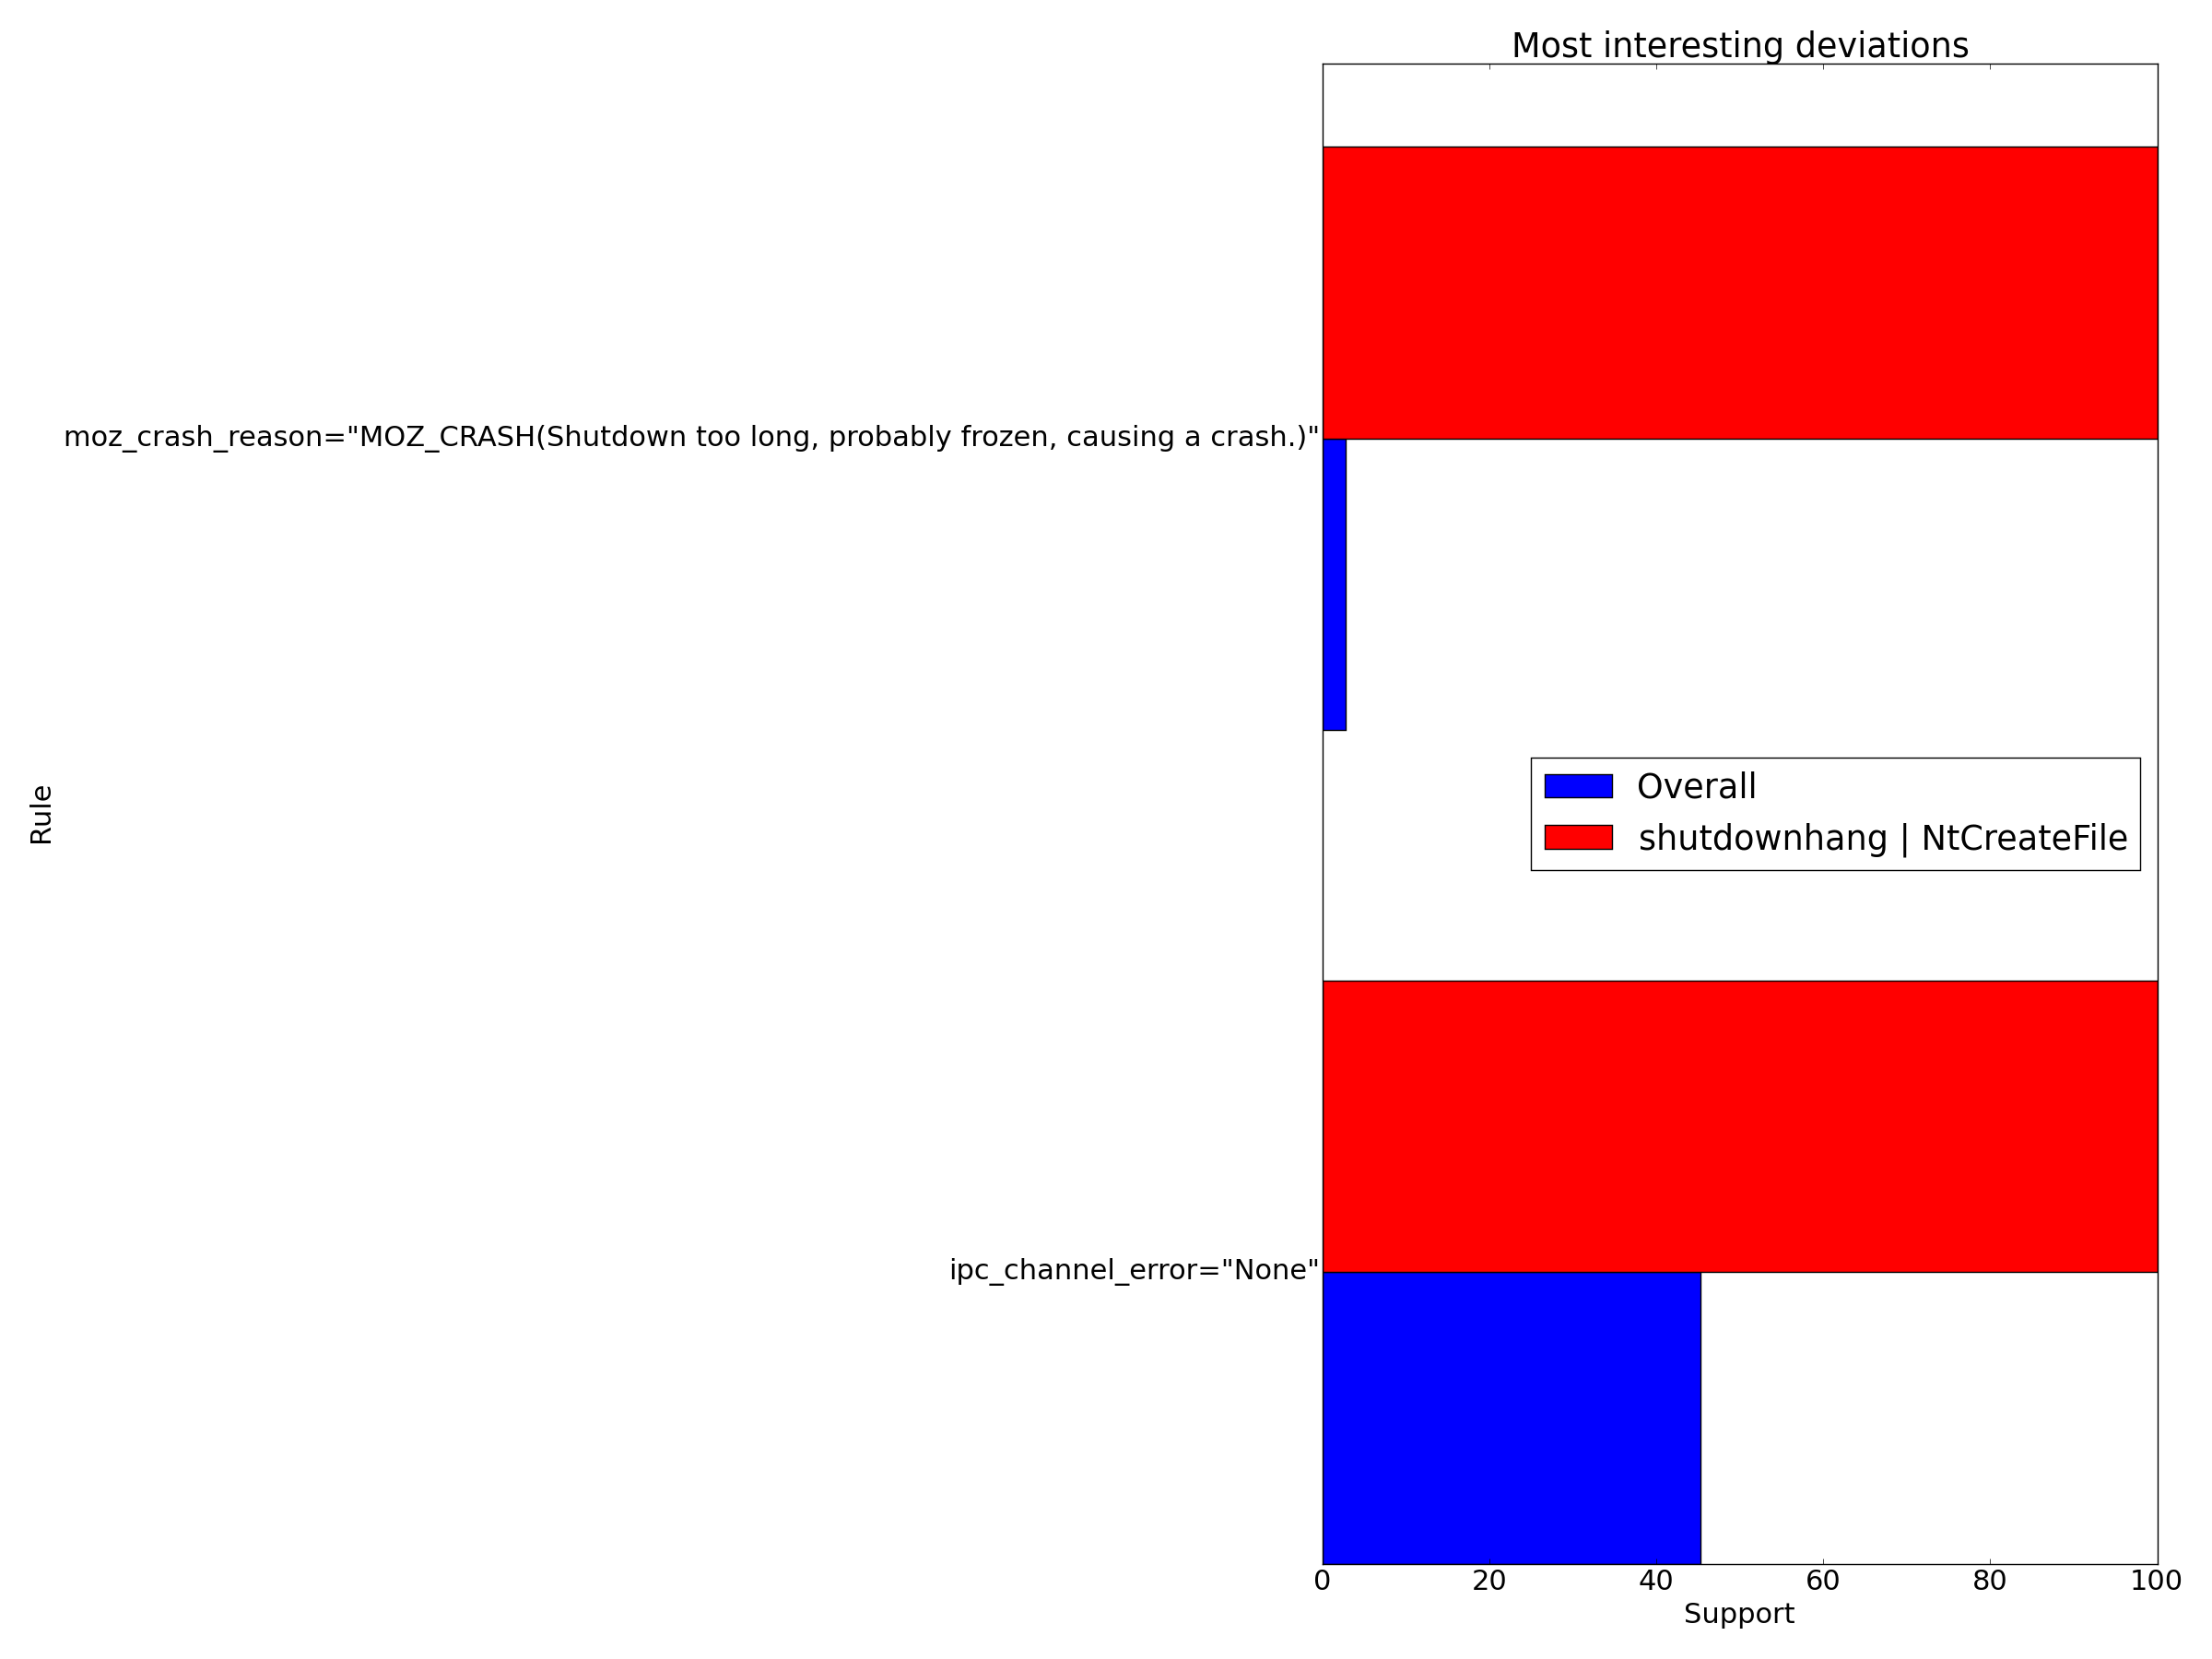 Most interesting deviations
moz_crash_reason="MOZ_CRASH(Shutdown too long, probably frozen, causing a crash.)"
Rule
Overall
shutdownhang | NtCreateFile
ipc_channel_error="None"
0 20 40 60 80 100
Support